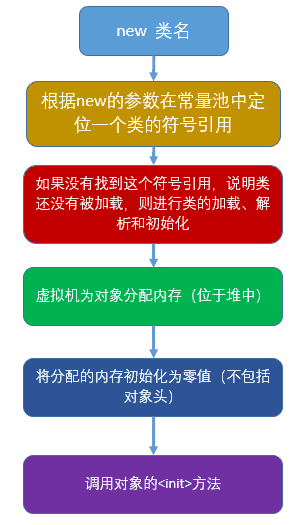 new 类名
根据new的参数在常量池中定
位一个类的符号引用
如果没有找到这个符号引用，说明类
还没有被加载，则进行类的加载、解
析和初始化
虚拟机为对象分配内存（位于堆中）
将分配的内存初始化为零值（不包括
对象头）
调用对象的<init>方法